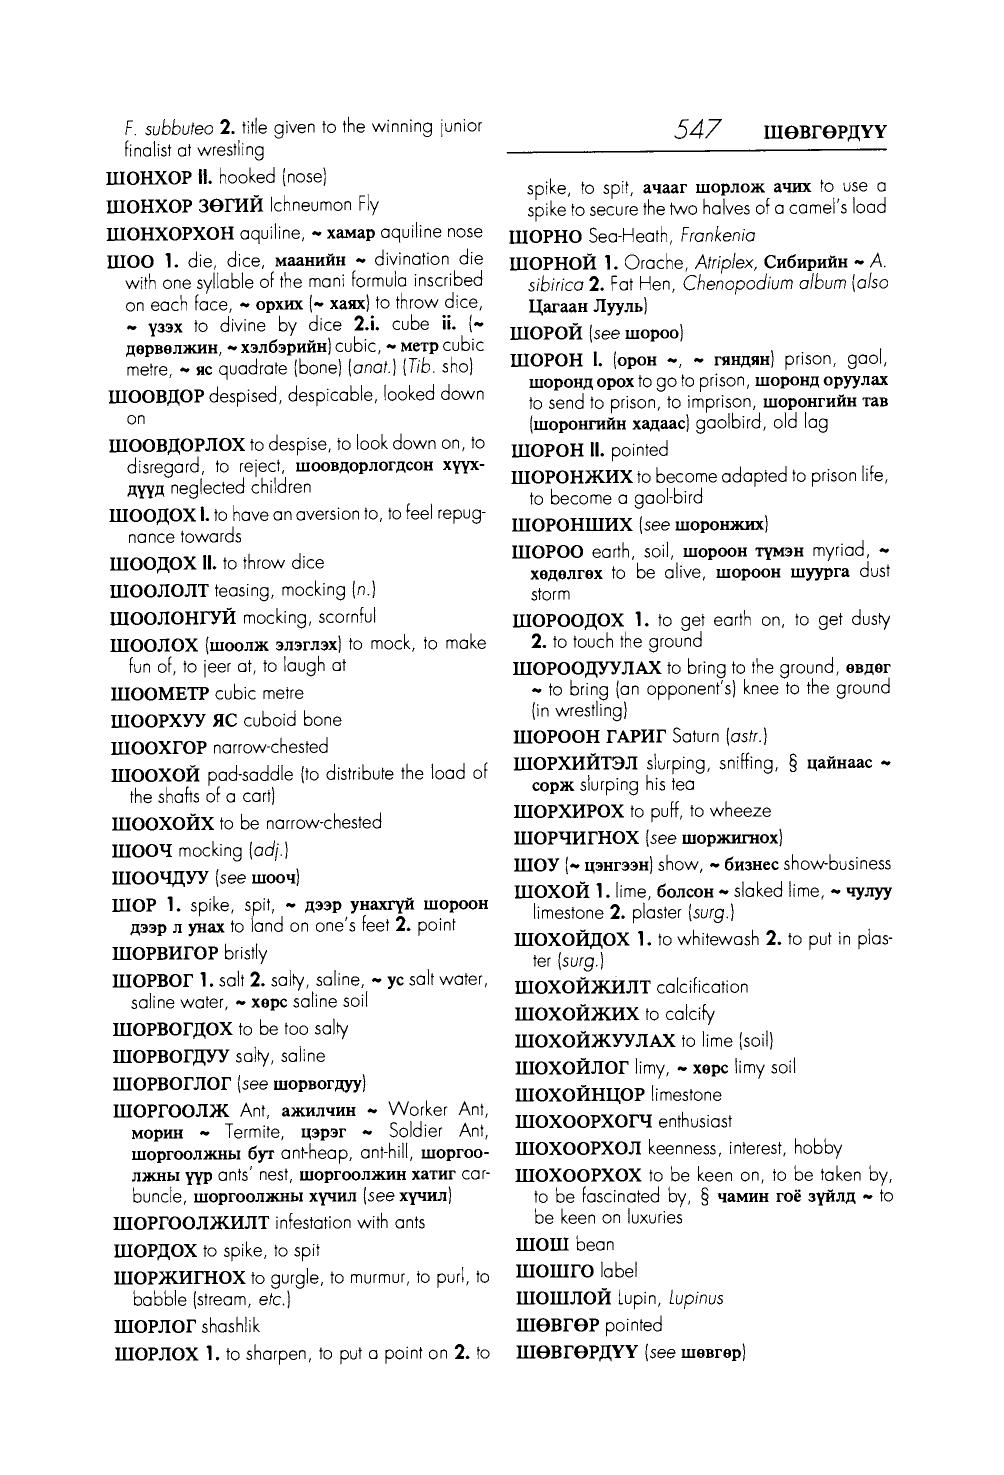 F. subbuteo 2. title given to the winning junior
finalist at wrestling
ШОНХОР II. hooked (nose)
ШОНХОР ЗӨГИЙ Ichneumon Fly
ШОНХОРХОН aquiline, ~ хамар aquiline nose
ШОО 1. die, dice, маанийн ~ divination die
with one syllable of the mani formula inscribed
on each face, ~ орхих (~ хаях) to throw dice,
~ үзэх to divine by dice 2.i. cube ii. (~
дөрвөлжин, ~ хэлбэрийн) cubic, ~ метр cubic
metre, ~ яс quadrate (bone) (anat.) (Tib. sho)
ШООВДОР despised, despicable, looked down
on
ШООВДОРЛОХ to despise, to look down on, to
disregard, to reject, шоовдорлогдсон хүүх-
дүүд neglected children
ШООДОХ I. to have an aversion to, to feel repug-
nance towards
ШООДОХ II. to throw dice
ШООЛОЛТ teasing, mocking (n.)
ШООЛОНГУЙ mocking, scornful
ШООЛОХ (шоолж элэглэх) to mock, to make
fun of, to jeer at, to laugh at
ШООМЕТР cubic metre
ШООРХУУ ЯС cuboid bone
ШООХГОР narrow-chested
ШООХОЙ pad-saddle (to distribute the load of
the shafts of a cart)
ШООХОЙХ to be narrow-chested
ШООЧ mocking (adj.)
ШООЧДУУ (see шооч)
ШОР 1. spike, spit, ~ дээр унахгүй шороон
дээр л унах to land on one's feet 2. point
ШОРВИГОР bristly
ШОРВОГ 1. salt 2. salty, saline, ~ ус salt water,
saline water, ~ хөрс saline soil
ШОРВОГДОХ to be too salty
ШОРВОГДУУ salty, saline
ШОРВОГЛОГ (see шорвогдуу)
ШОРГООЛЖ Ant, ажилчин ~ Worker Ant,
морин ~ Termite, цэрэг ~ Soldier Ant,
шоргоолжны бут ant-heap, ant-hill, шоргоо-
лжны үүр ants' nest, шоргоолжин хатиг car-
buncle, шоргоолжны хүчил (see хүчил)
ШОРГООЛЖИЛТ infestation with ants
ШОРДОХ to spike, to spit
ШОРЖИГНОХ to gurgle, to murmur, to purl, to
babble (stream, etc.)
ШОРЛОГ shashlik
ШОРЛОХ 1. to sharpen, to put a point on 2. to
547 ШӨВГӨРДҮҮ
spike, to spit, ачааг шорлож ачих to use a
spike to secure the two halves of a camel's load
ШОРНО Sea-Heath, Frankenia
ШОРНОЙ 1. Orache, Atriplex, Сибирийн ~ A.
sibirica 2. Fat Hen, Chenopodium album (also
Цагаан Лууль)
ШОРОЙ (see шороо)
ШОРОН I. (орон ~, ~ гяндан) prison, gaol,
шоронд орох to go to prison, шоронд оруулах
to send to prison, to imprison, шоронгийн тав
(шоронгийн хадаас) gaolbird, old lag
ШОРОН II. pointed
ШОРОНЖИХ to become adapted to prison life,
to become a gaol-bird
ШОРОНШИХ (see шоронжих)
ШОРОО earth, soil, шороон түмэн myriad, ~
хөдөлгөх to be alive, шороон шуурга dust
storm
ШОРООДОХ 1. to get earth on, to get dusty
2. to touch the ground
ШОРООДУУЛАХ to bring to the ground, өвдөг
~ to bring (an opponent's) knee to the ground
(in wrestling)
ШОРООН ГАРИГ Saturn (astr.)
ШОРХИЙТЭЛ slurping, sniffing, § цайнаас ~
сорж slurping his tea
ШОРХИРОХ to puff, to wheeze
ШОРЧИГНОХ (see шоржигнох)
ШОУ (~ цэнгээн) show, ~ бизнес show-business
ШОХОЙ 1. lime, болсон ~ slaked lime, ~ чулуу
limestone 2. plaster (surg.)
ШОХОЙДОХ 1. to whitewash 2. to put in plas-
ter (surg.)
ШОХОЙЖИЛТ calcification
ШОХОЙЖИХ to calcify
ШОХОЙЖУУЛАХ to lime (soil)
ШОХОЙЛОГ limy, ~ хөрс limy soil
ШОХОЙНЦОР limestone
ШОХООРХОГЧ enthusiast
ШОХООРХОЛ keenness, interest, hobby
ШОХООРХОХ to be keen on, to be taken by,
to be fascinated by, § чамин гоё зүйлд ~ to
be keen on luxuries
ШОШ bean
ШОШГО label
ШОШЛОЙ Lupin, Lupinus
ШӨВГӨР pointed
ШӨВГӨРДҮҮ (see шөвгөр)